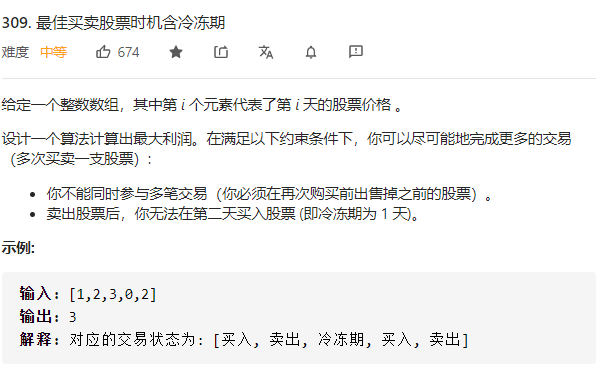 309. 最佳买卖股票时机含冷冻期
难度 中等 674
给定一个整数数组，其中第 i 个元素代表了第 i 天的股票价格 。
设计一个算法计算出最大利润。在满足以下约束条件下，你可以尽可能地完成更多的交易
（多次买卖一支股票）:
• 你不能同时参与多笔交易（你必须在再次购买前出售掉之前的股票）。
• 卖出股票后，你无法在第二天买入股票 (即冷冻期为 1 天)。
示例:
输入: [1,2,3,0,2]
输出: 3
解释: 对应的交易状态为: [买入, 卖出, 冷冻期, 买入, 卖出]